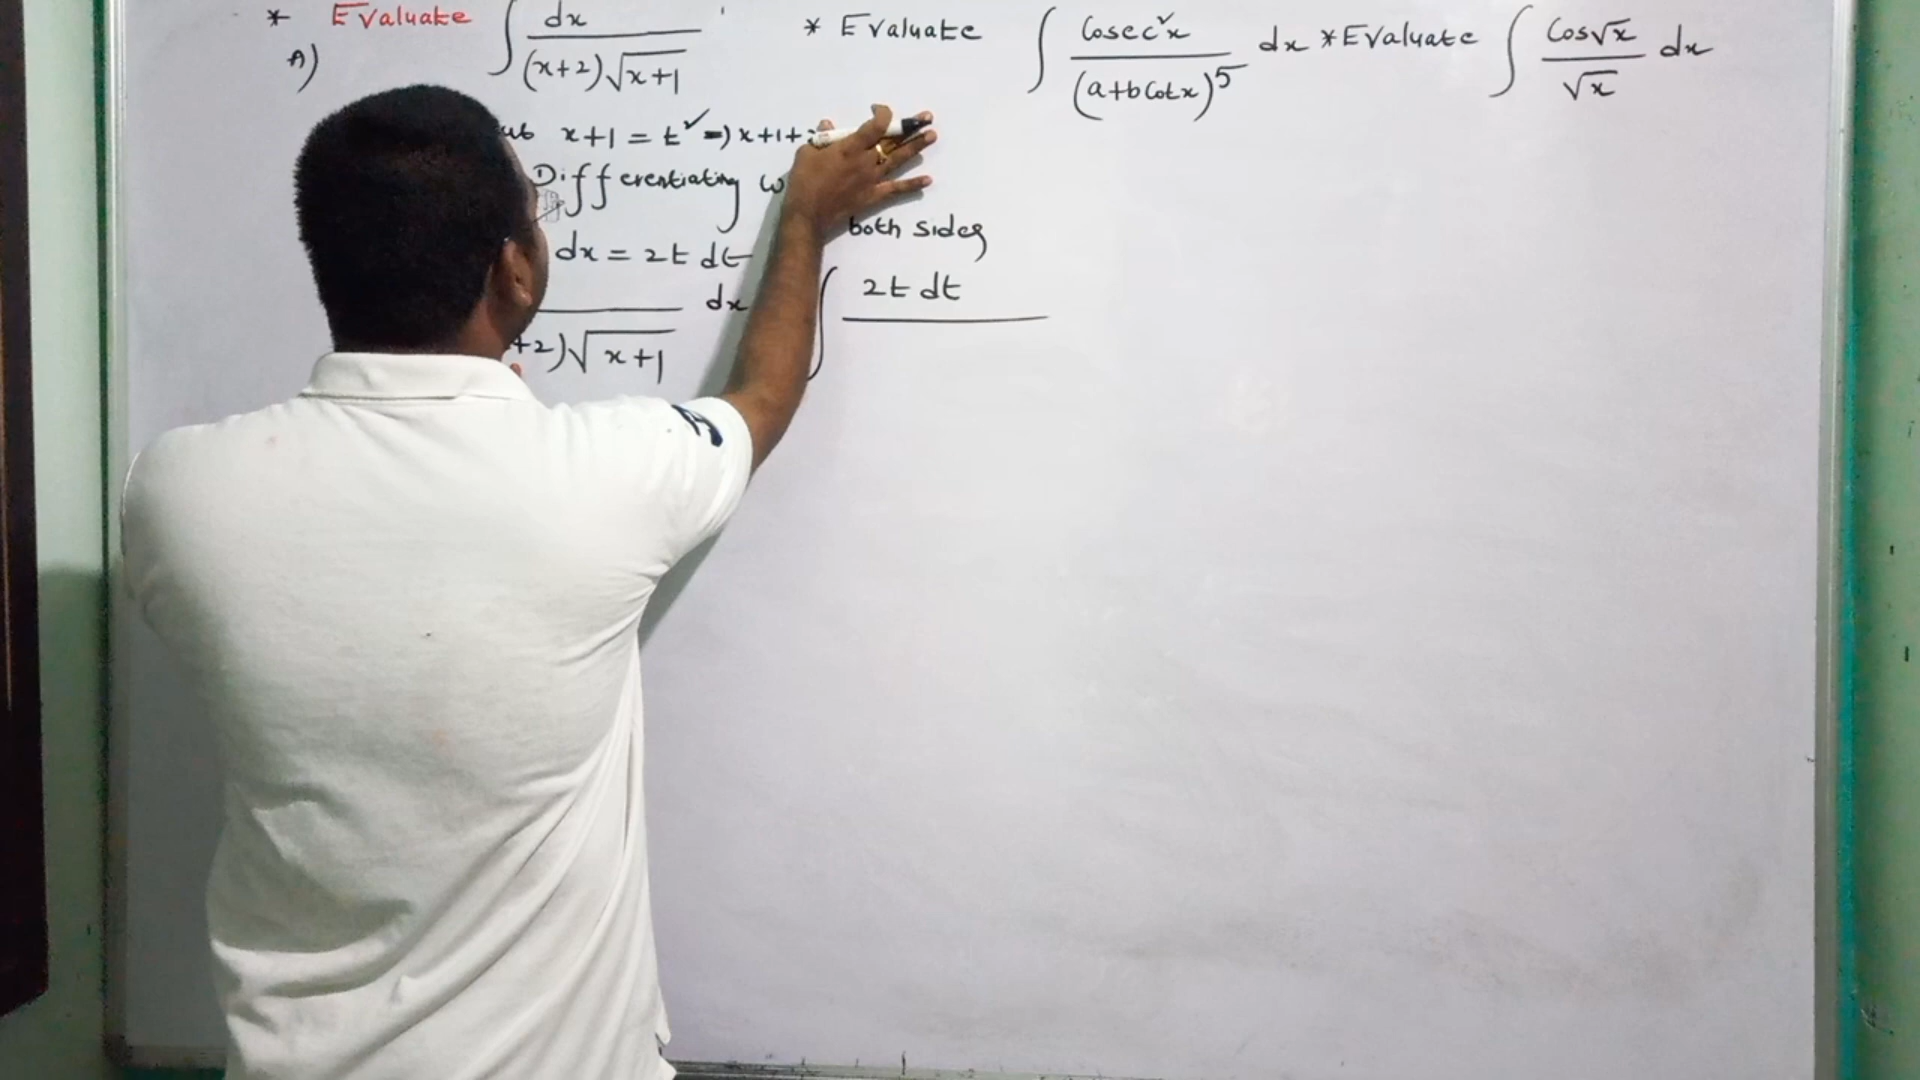 * Evaluate ∫ dx / (x+2)√x+1
* Evaluate ∫ Cosec²x / (a+b Cotx)⁵ dx
* Evaluate ∫ Cos√x / √x dx
A)
x+1 = t² ⇒ x+1+
Differentiating
both sides
dx = 2t dt
+2)√x+1 dx
∫ 2t dt